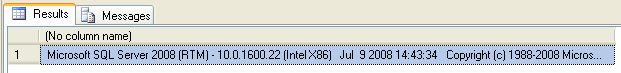 Results Messages
(No column name)
1 Microsoft SQL Server 2008 (RTM) - 10.0.1600.22 (Intel X86) Jul 9 2008 14:43:34 Copyright (c) 1988-2008 Micros...